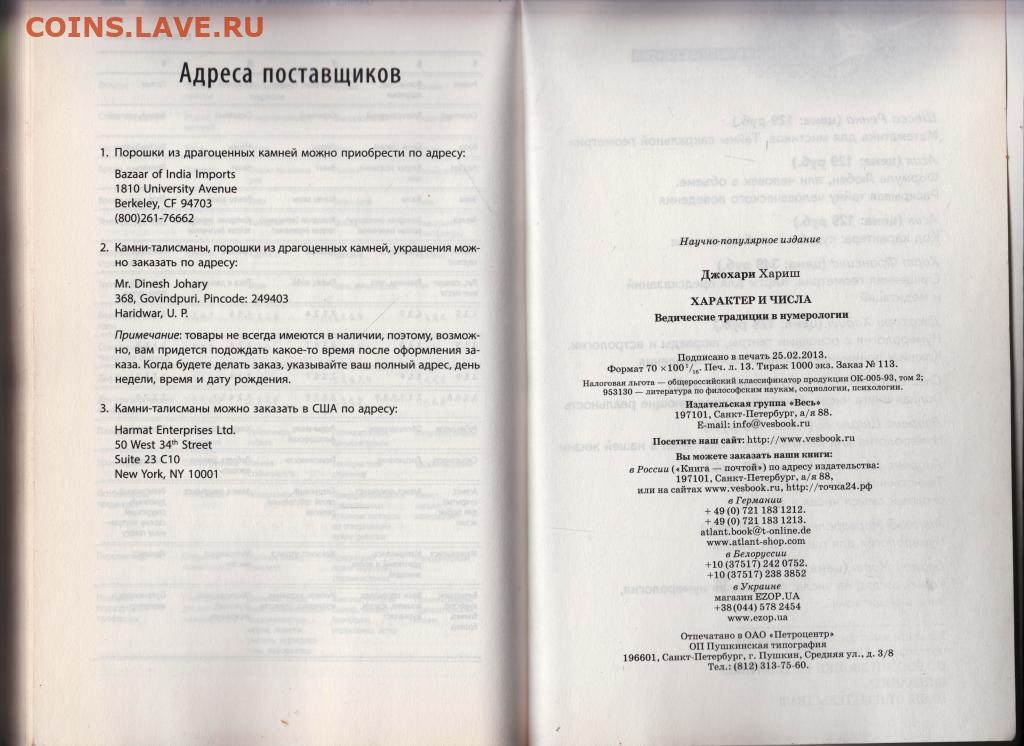 COINS.LAVE.RU
Адреса поставщиков
1. Порошки из драгоценных камней можно приобрести по адресу:
Bazaar of India Imports
1810 University Avenue
Berkeley, CF 94703
(800)261-76662
2. Камни-талисманы, порошки из драгоценных камней, украшения мож-
но заказать по адресу:
Mr. Dinesh Johary
368, Govindpuri. Pincode: 249403
Haridwar, U. P.
Примечание: товары не всегда имеются в наличии, поэтому, возмож-
но, вам придется подождать какое-то время после оформления за-
каза. Когда будете делать заказ, указывайте ваш полный адрес, день
недели, время и дату рождения.
3. Камни-талисманы можно заказать в США по адресу:
Harmat Enterprises Ltd.
50 West 34th Street
Suite 23 C10
New York, NY 10001
Научно-популярное издание
Джохари Хариш
ХАРАКТЕР И ЧИСЛА
Ведические традиции в нумерологии
Подписано в печать 25.02.2013.
Формат 70 ×100 1/16. Печ. л. 13. Тираж 1000 экз. Заказ № 113.
Налоговая льгота — общероссийский классификатор продукции ОК-005-93, том 2;
953130 — литература по философским наукам, социологии, психологии.
Издательская группа «Весь»
197101, Санкт-Петербург, а/я 88.
E-mail: info@vesbook.ru
Посетите наш сайт: http://www.vesbook.ru
Вы можете заказать наши книги:
в России («Книга — почтой») по адресу издательства:
197101, Санкт-Петербург, а/я 88,
или на сайтах www.vesbook.ru, http://точка24.рф
в Германии
+ 49 (0) 721 183 1212.
+ 49 (0) 721 183 1213.
atlant.book@t-online.de
www.atlant-shop.com
в Белоруссии
+10 (37517) 242 0752.
+10 (37517) 238 3852
в Украине
магазин EZOP.UA
+38 (044) 578 2454
www.ezop.ua
Отпечатано в ОАО «Петроцентр»
ОП Пушкинская типография
196601, Санкт-Петербург, г. Пушкин, Средняя ул., д. 3/8
Тел.: (812) 313-75-60.